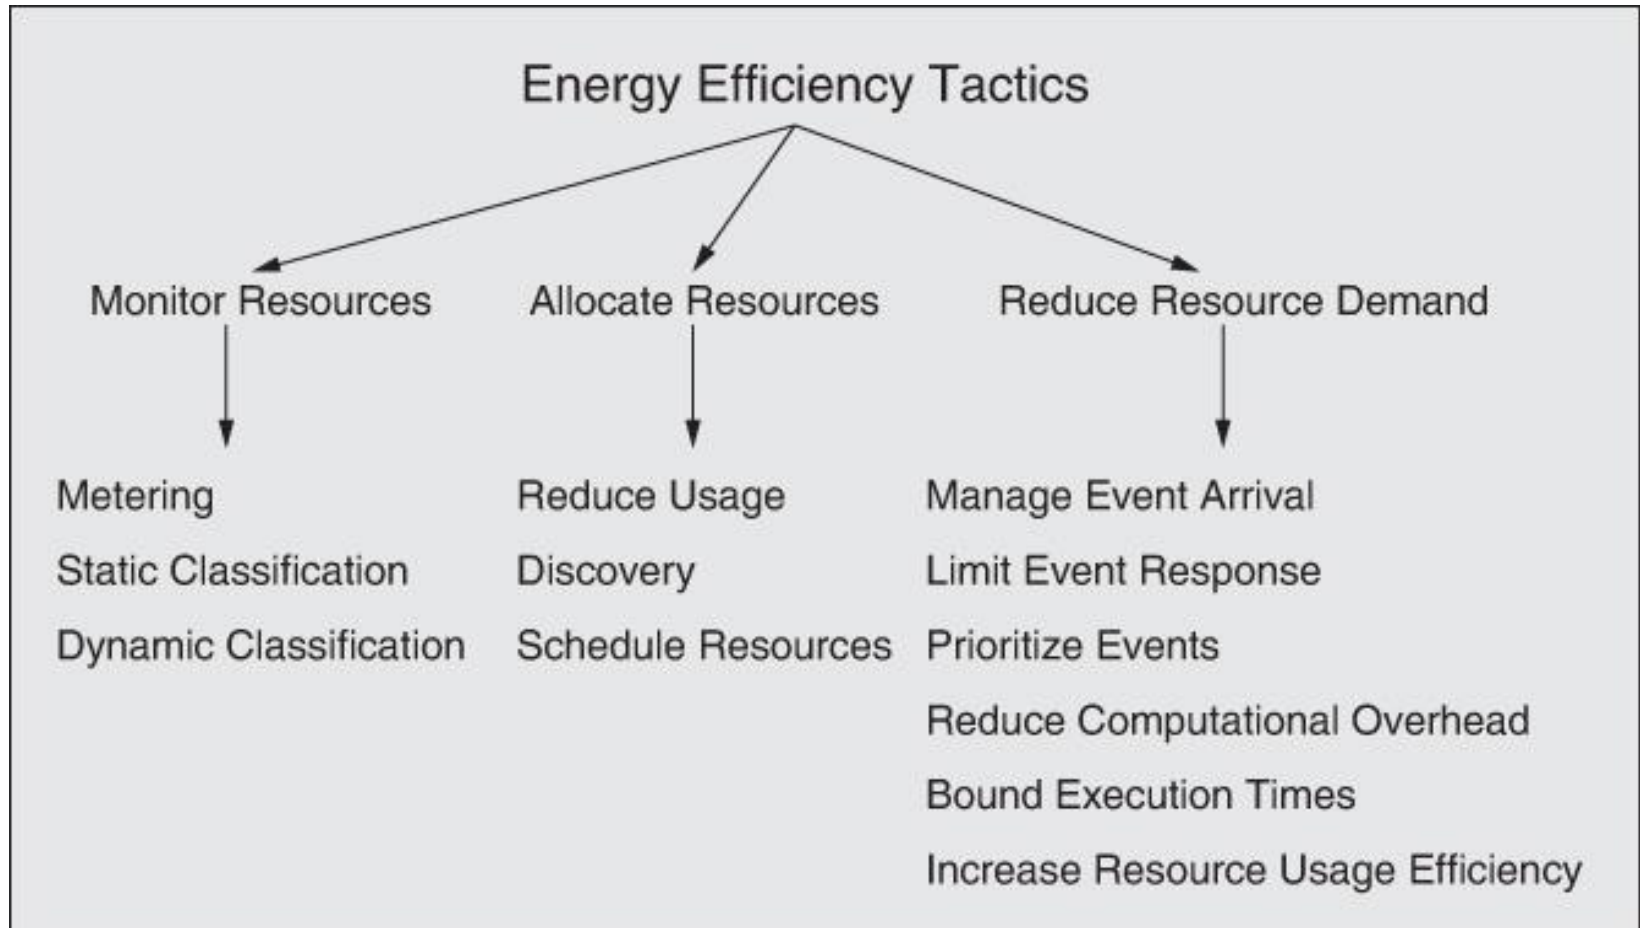 Energy Efficiency Tactics
Monitor Resources
Allocate Resources
Reduce Resource Demand
Metering
Static Classification
Dynamic Classification
Reduce Usage
Discovery
Schedule Resources
Manage Event Arrival
Limit Event Response
Prioritize Events
Reduce Computational Overhead
Bound Execution Times
Increase Resource Usage Efficiency